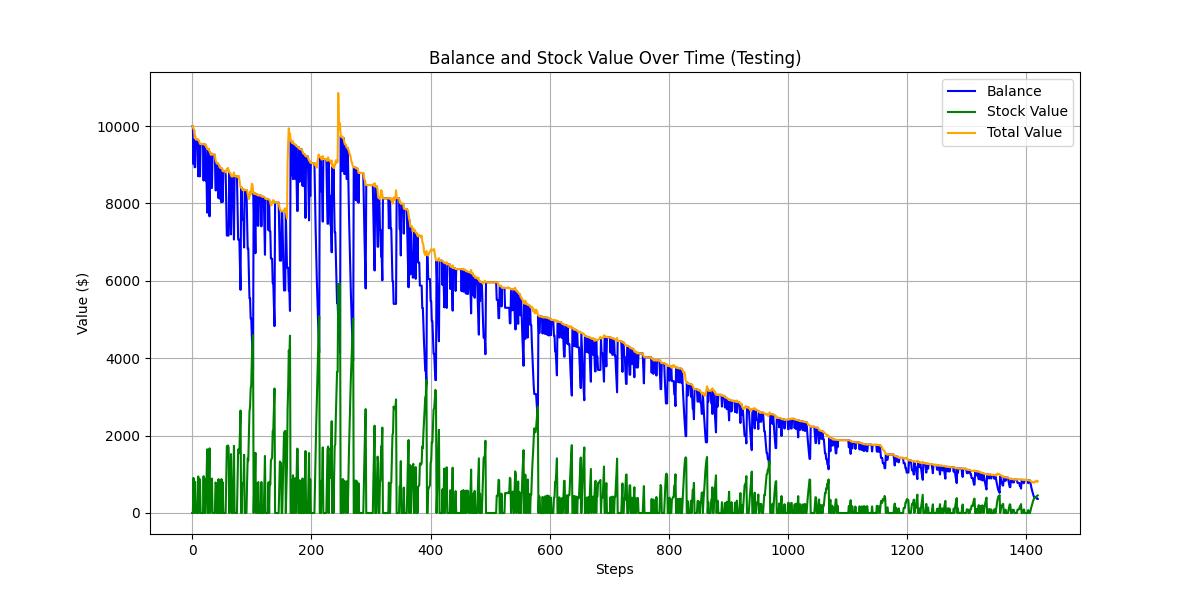 Balance and Stock Value Over Time (Testing)
Balance
Stock Value
Total Value
Value ($)
10000
8000
6000
4000
2000
0
0 200 400 600 800 1000 1200 1400
Steps